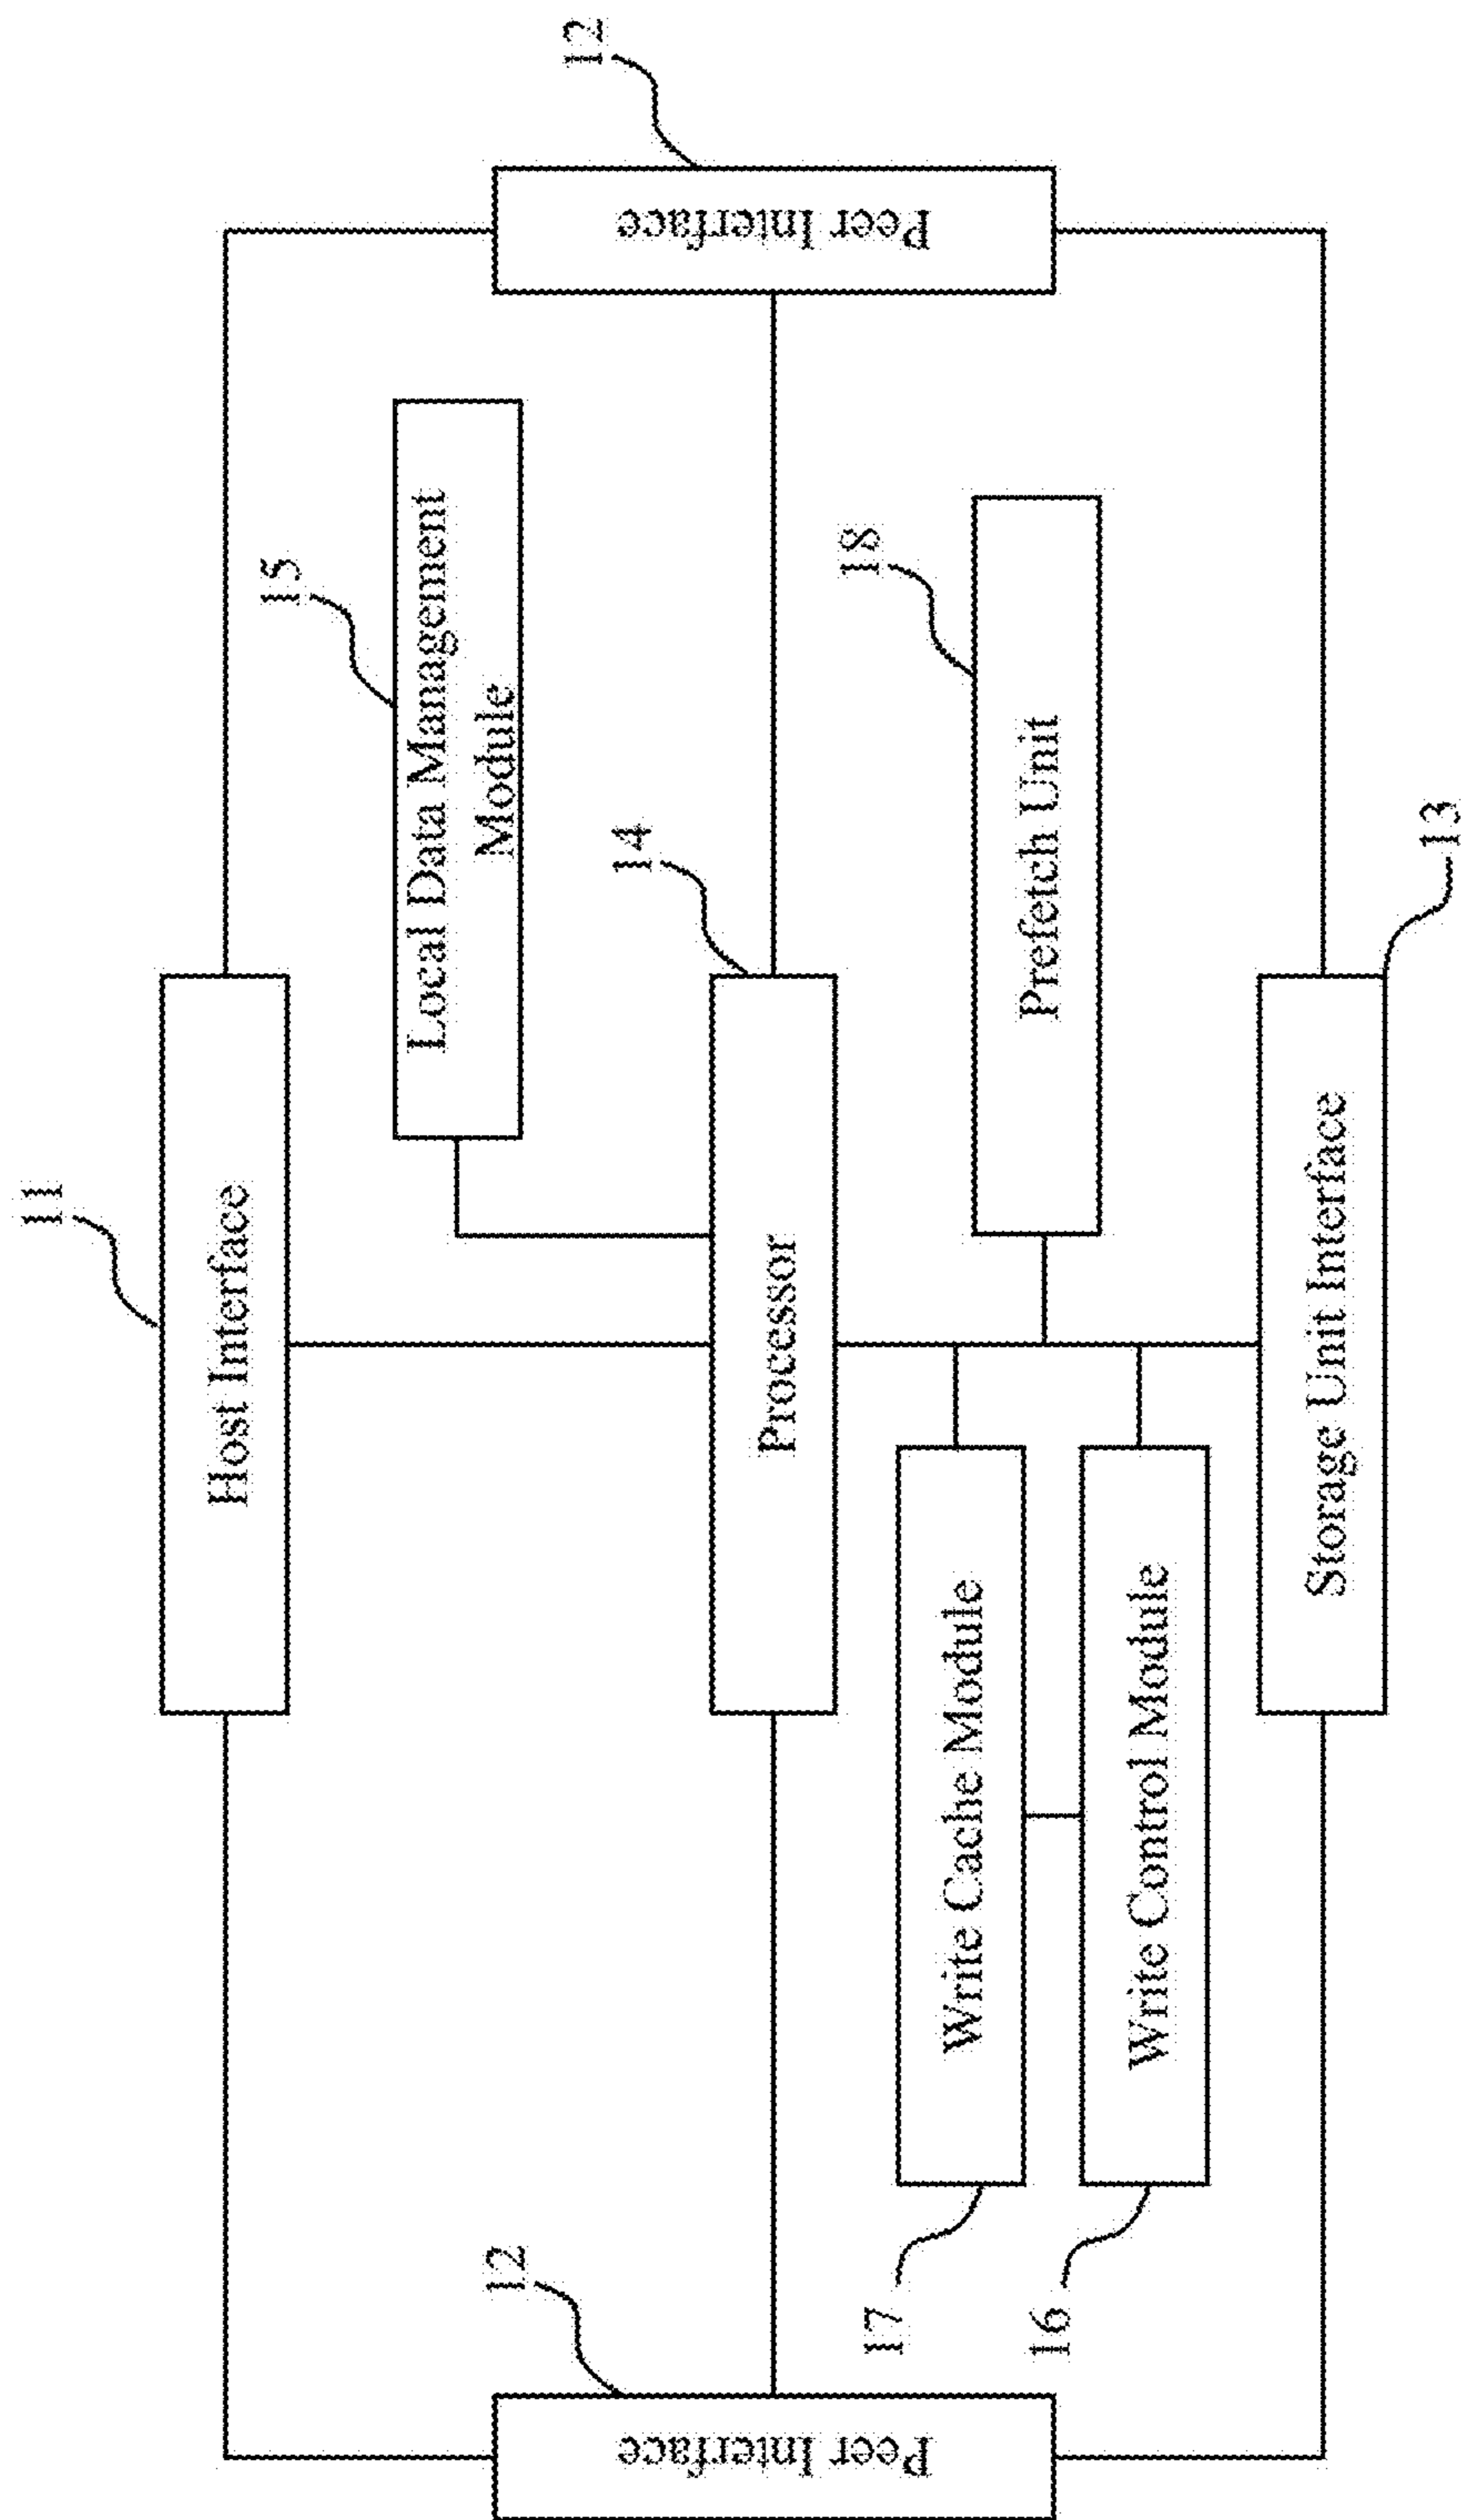 11
Host Interface
15
Local Data Management
Module
12
Peer Interface
14
Processor
12
Peer Interface
17
Write Cache Module
18
Prefetch Unit
16
Write Control Module
Storage Unit Interface
13